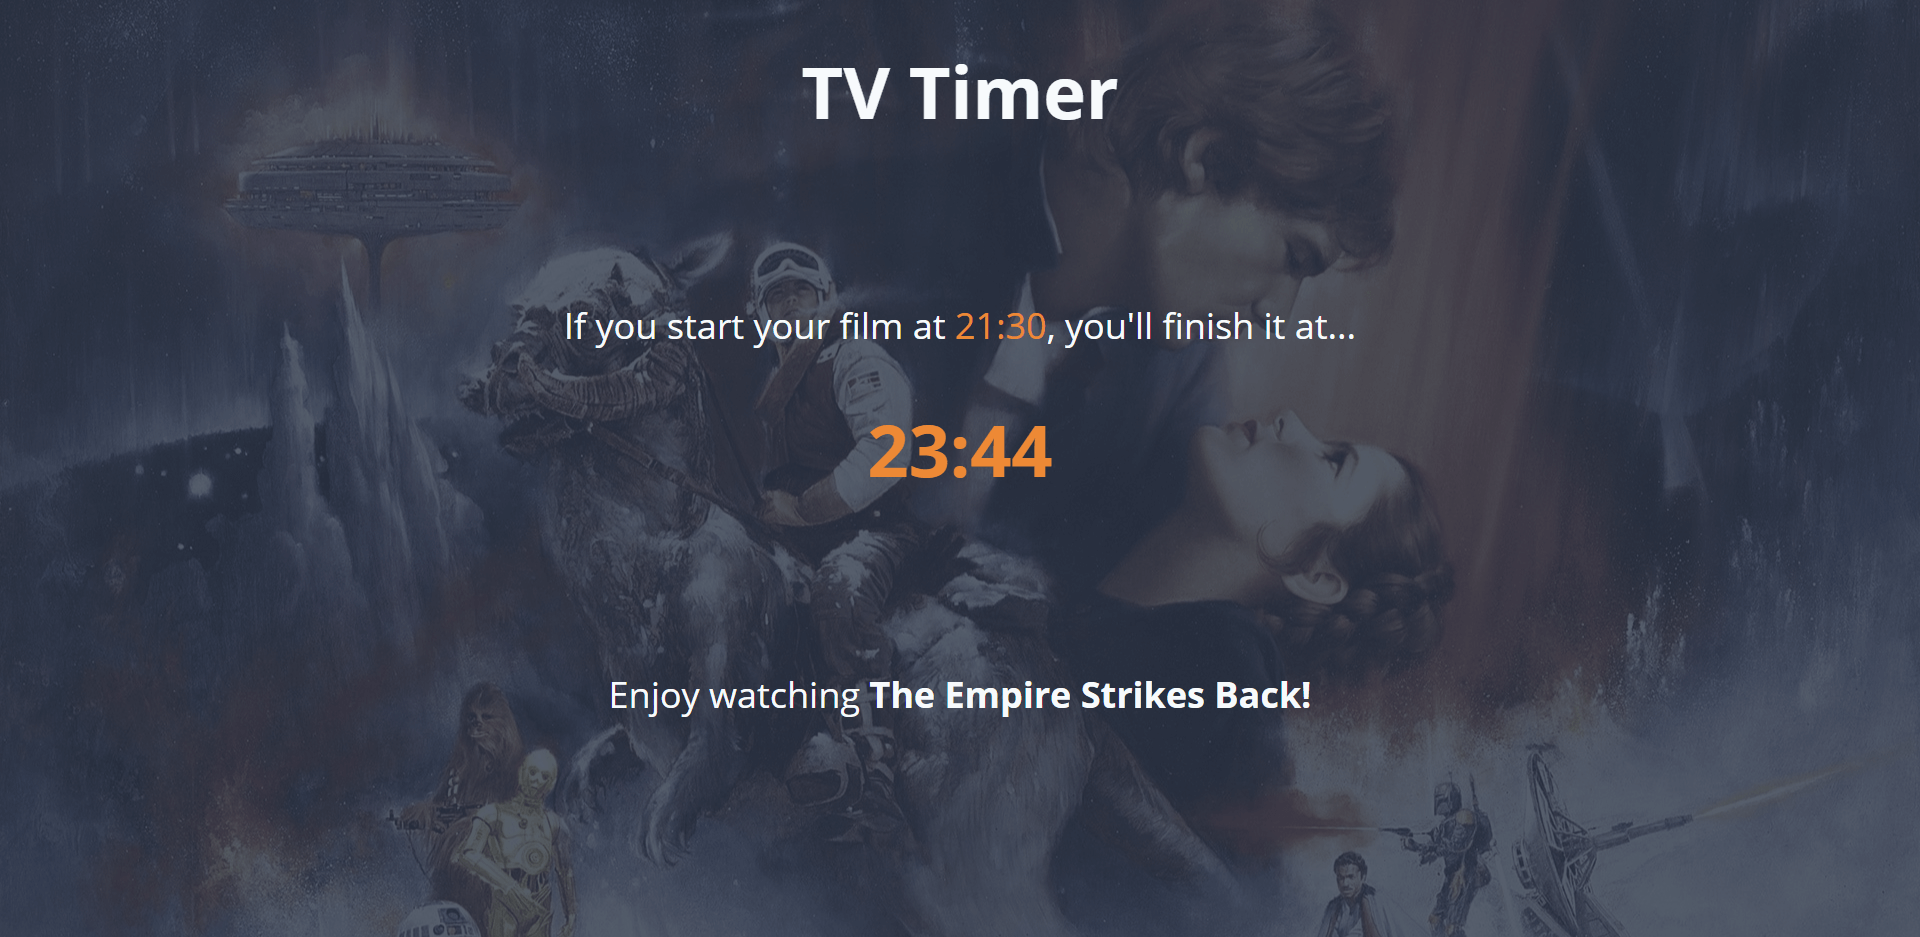 TV Timer
If you start your film at 21:30, you'll finish it at...
23:44
Enjoy watching The Empire Strikes Back!